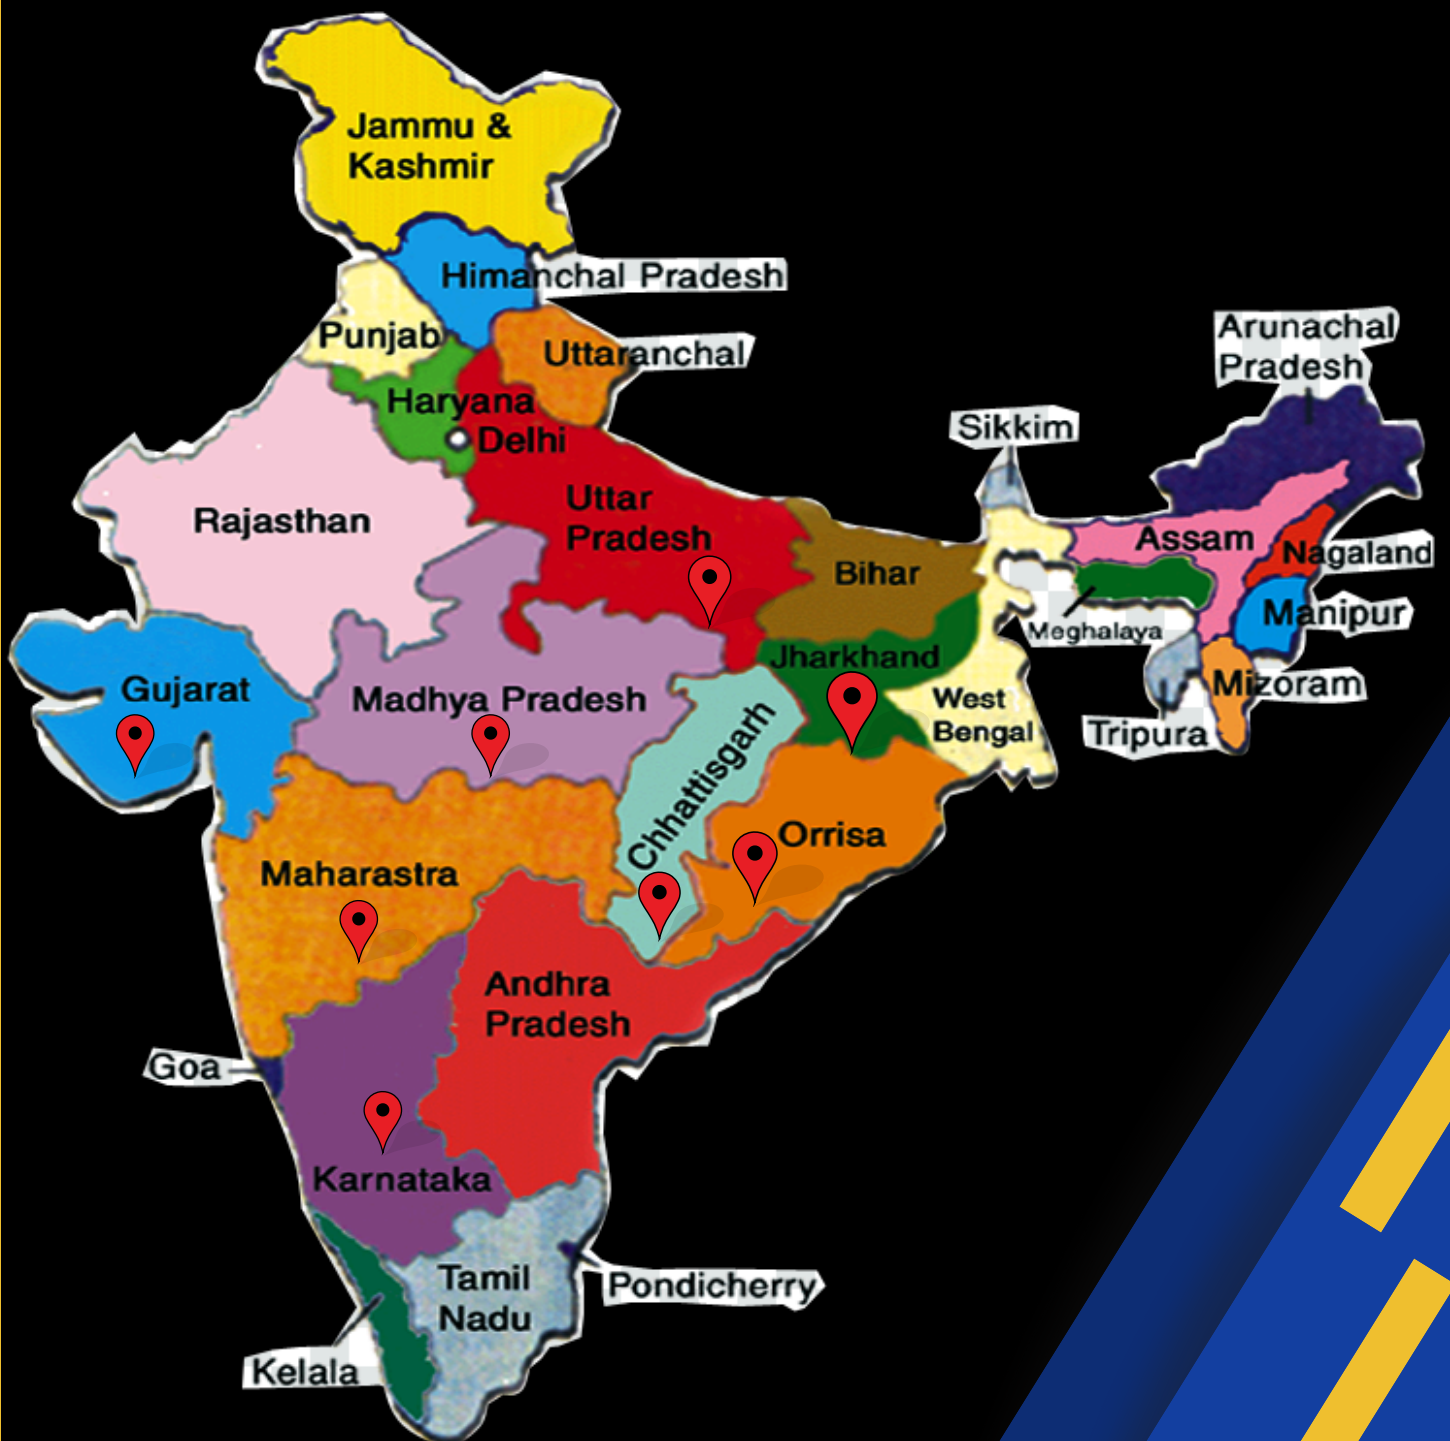 Jammu &
Kashmir
Himanchal Pradesh
Punjab
Uttaranchal
Arunachal
Pradesh
Haryana
Delhi
Sikkim
Uttar
Pradesh
Rajasthan
Assam
Nagaland
Bihar
Manipur
Meghalaya
Jharkhand
Gujarat
Madhya Pradesh
West
Bengal
Mizoram
Tripura
Chhattisgarh
Orrisa
Maharastra
Andhra
Pradesh
Goa
Karnataka
Tamil
Nadu
Pondicherry
Kelala